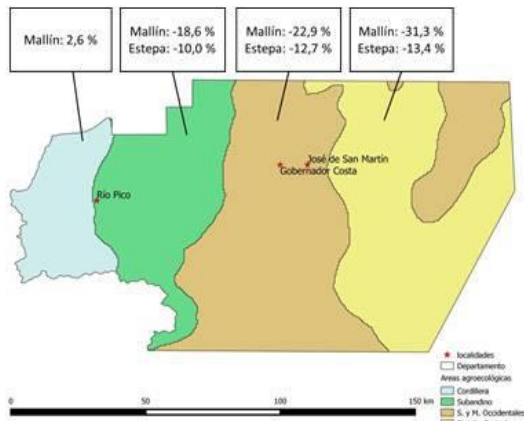 Mallín: 2,6 %
Mallín: -18,6 %
Estepa: -10,0 %
Mallín: -22,9 %
Estepa: -12,7 %
Mallín: -31,3 %
Estepa: -13,4 %
José de San Martín
Gobernador Costa
Río Pico
localidades
Departamento
Areas agroecológicas
Cordillera
Subandino
S. y M. Occidentales
0 50 100 150 km